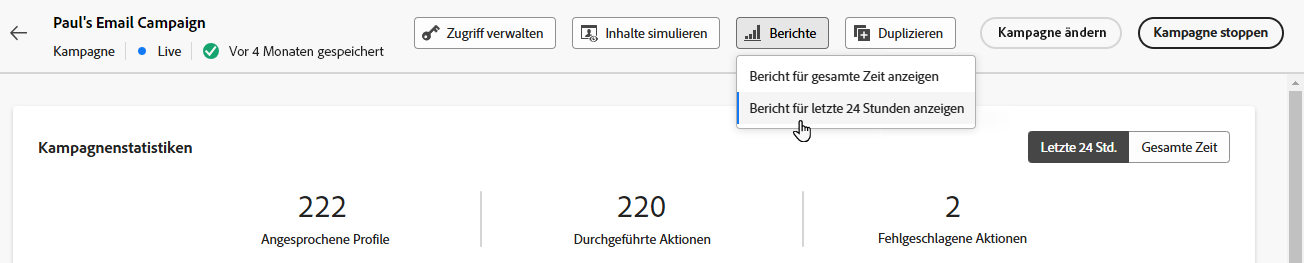 Paul's Email Campaign
Kampagne Live Vor 4 Monaten gespeichert
Zugriff verwalten
Inhalte simulieren
Berichte
Duplizieren
Kampagne ändern
Kampagne stoppen
Bericht für gesamte Zeit anzeigen
Bericht für letzte 24 Stunden anzeigen
Kampagnenstatistiken
Letzte 24 Std.
Gesamte Zeit
222
Angesprochene Profile
220
Durchgeführte Aktionen
2
Fehlgeschlagene Aktionen